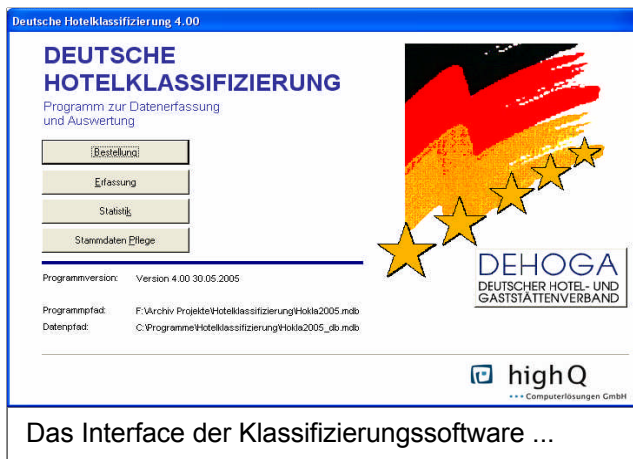 Deutsche Hotelklassifizierung 4.00
DEUTSCHE
HOTELKLASSIFIZIERUNG
Programm zur Datenerfassung
und Auswertung
Bestellung
Erfassung
Statistik
Stammdaten Pflege
Programmversion: Version 4.00 30.05.2005
Programmpfad: F:\Archiv Projekte\Hotelklassifizierung\Hokla2005.mdb
Datenpfad: C:\Programme\Hotelklassifizierung\Hokla2005_db.mdb
DEHOGA
DEUTSCHER HOTEL- UND
GASTSTÄTTENVERBAND
highQ
Computerlösungen GmbH
Das Interface der Klassifizierungssoftware ...